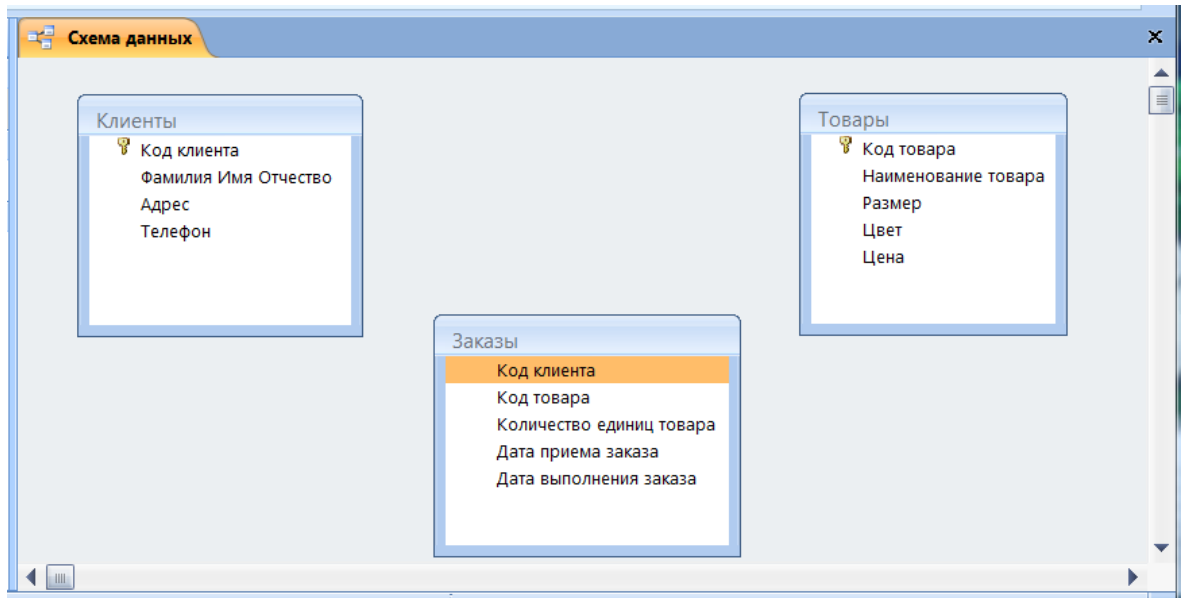 Схема данных
Клиенты
Код клиента
Фамилия Имя Отчество
Адрес
Телефон
Товары
Код товара
Наименование товара
Размер
Цвет
Цена
Заказы
Код клиента
Код товара
Количество единиц товара
Дата приема заказа
Дата выполнения заказа